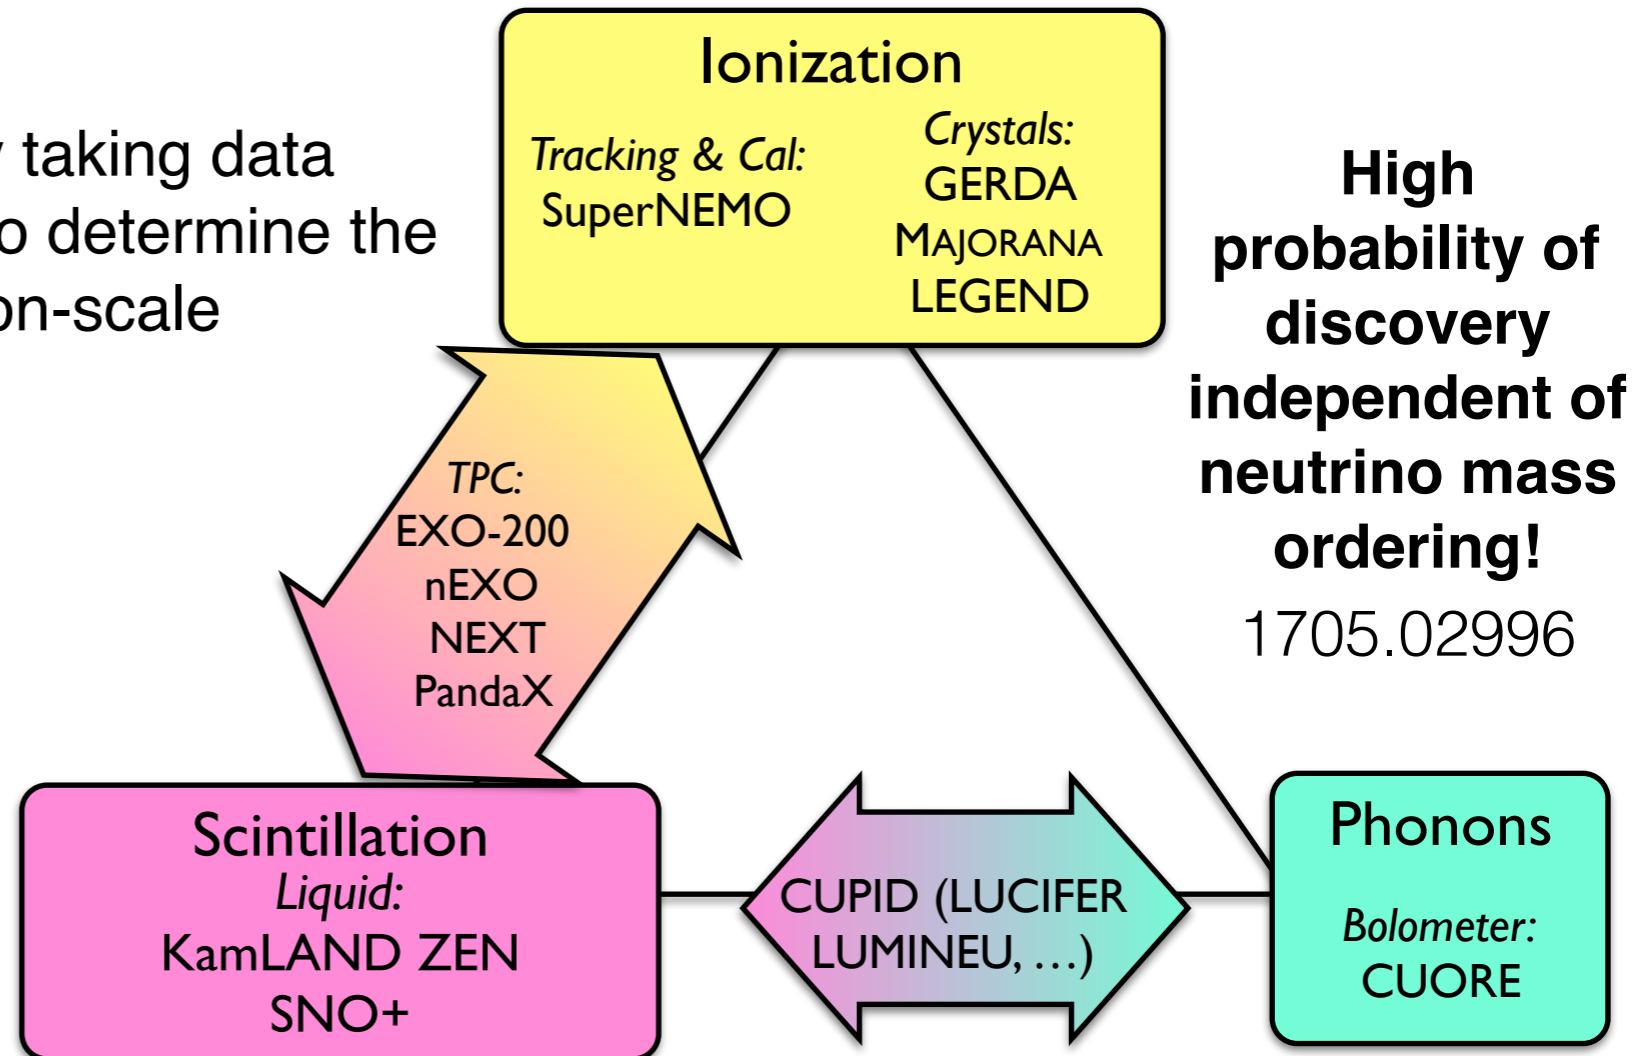 Ionization
Tracking & Cal:
SuperNEMO
Crystals:
GERDA
MAJORANA
LEGEND
taking data
determine the
on-scale
High
probability of
discovery
independent of
neutrino mass
ordering!
1705.02996
TPC:
EXO-200
nEXO
NEXT
PandaX
Scintillation
Liquid:
KamLAND ZEN
SNO+
CUPID (LUCIFER
LUMINEU, ...)
Phonons
Bolometer:
CUORE